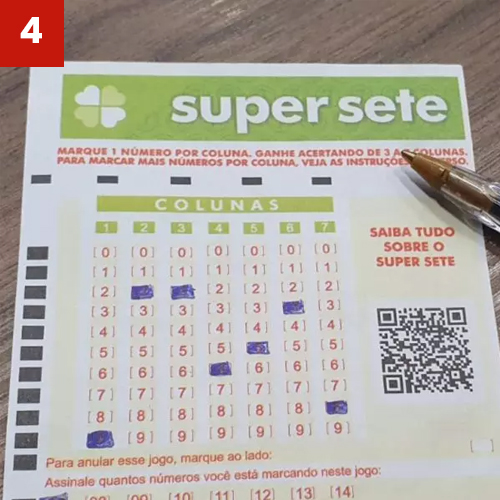 4
super sete
MARQUE 1 NÚMERO POR COLUNA. GANHE ACERTANDO DE 3 A COLUNAS.
PARA MARCAR MAIS NÚMEROS POR COLUNA, VEJA AS INSTRUÇÕES
COLUNAS
1 2 3 4 5 6 7
[0] [0] [0] [0] [0] [0] [0]
[1] [1] [1] [1] [1] [1] [1]
[2] [2] [2] [2] [2]
[3] [3] [3] [3] [3] [3]
[4] [4] [4] [4] [4] [4] [4]
[5] [5] [5] [5] [5] [5]
[6] [6] [6] [6] [6] [6]
[7] [7] [7] [7] [7] [7] [7]
[8] [8] [8] [8] [8] [8]
[9] [9] [9] [9] [9] [9]
SAIBA TUDO
SOBRE O
SUPER SETE
Para anular esse jogo, marque ao lado:
[ ]
Assinale quantos números você está marcando neste jogo:
[09] [10] [11] [12] [13] [14]